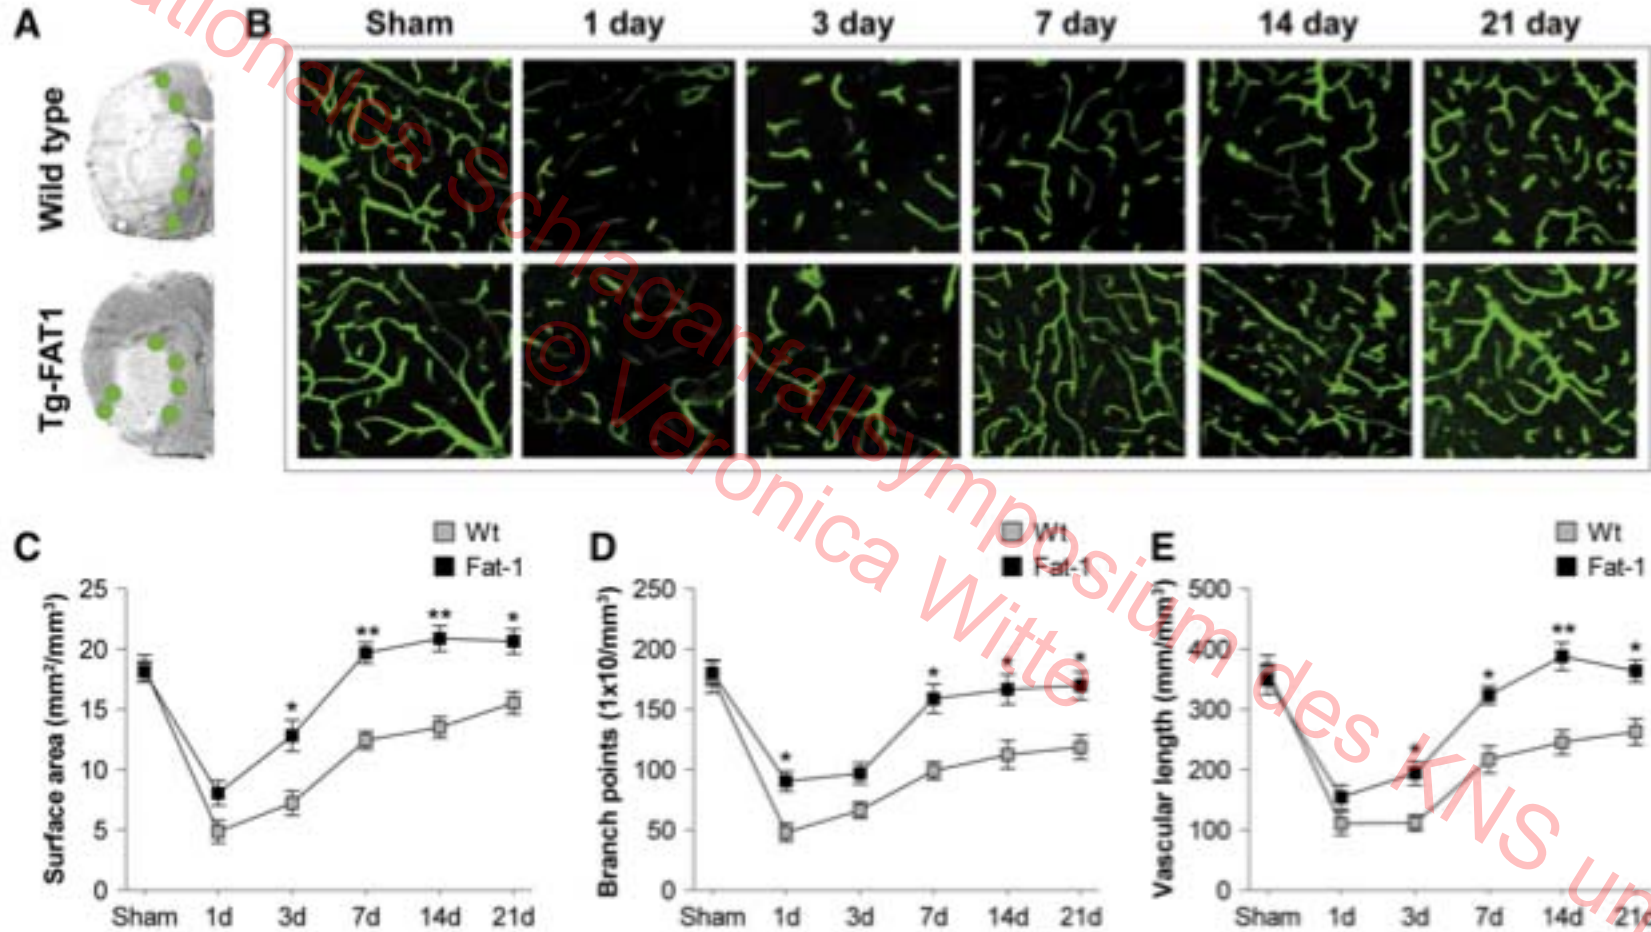 A
B
Sham 1 day 3 day 7 day 14 day 21 day
Wild type
Tg-FAT1
tionales Schlaganfallsymposium des KNS un
© Veronica Witte
C
Wt
Fat-1
Surface area (mm²/mm³)
25
20
15
10
5
0
** ** * *
Sham 1d 3d 7d 14d 21d
D
Wt
Fat-1
Branch points (1x10/mm³)
250
200
150
100
50
0
* * * *
Sham 1d 3d 7d 14d 21d
E
Wt
Fat-1
Vascular length (mm/mm³)
500
400
300
200
100
0
** * * *
Sham 1d 3d 7d 14d 21d